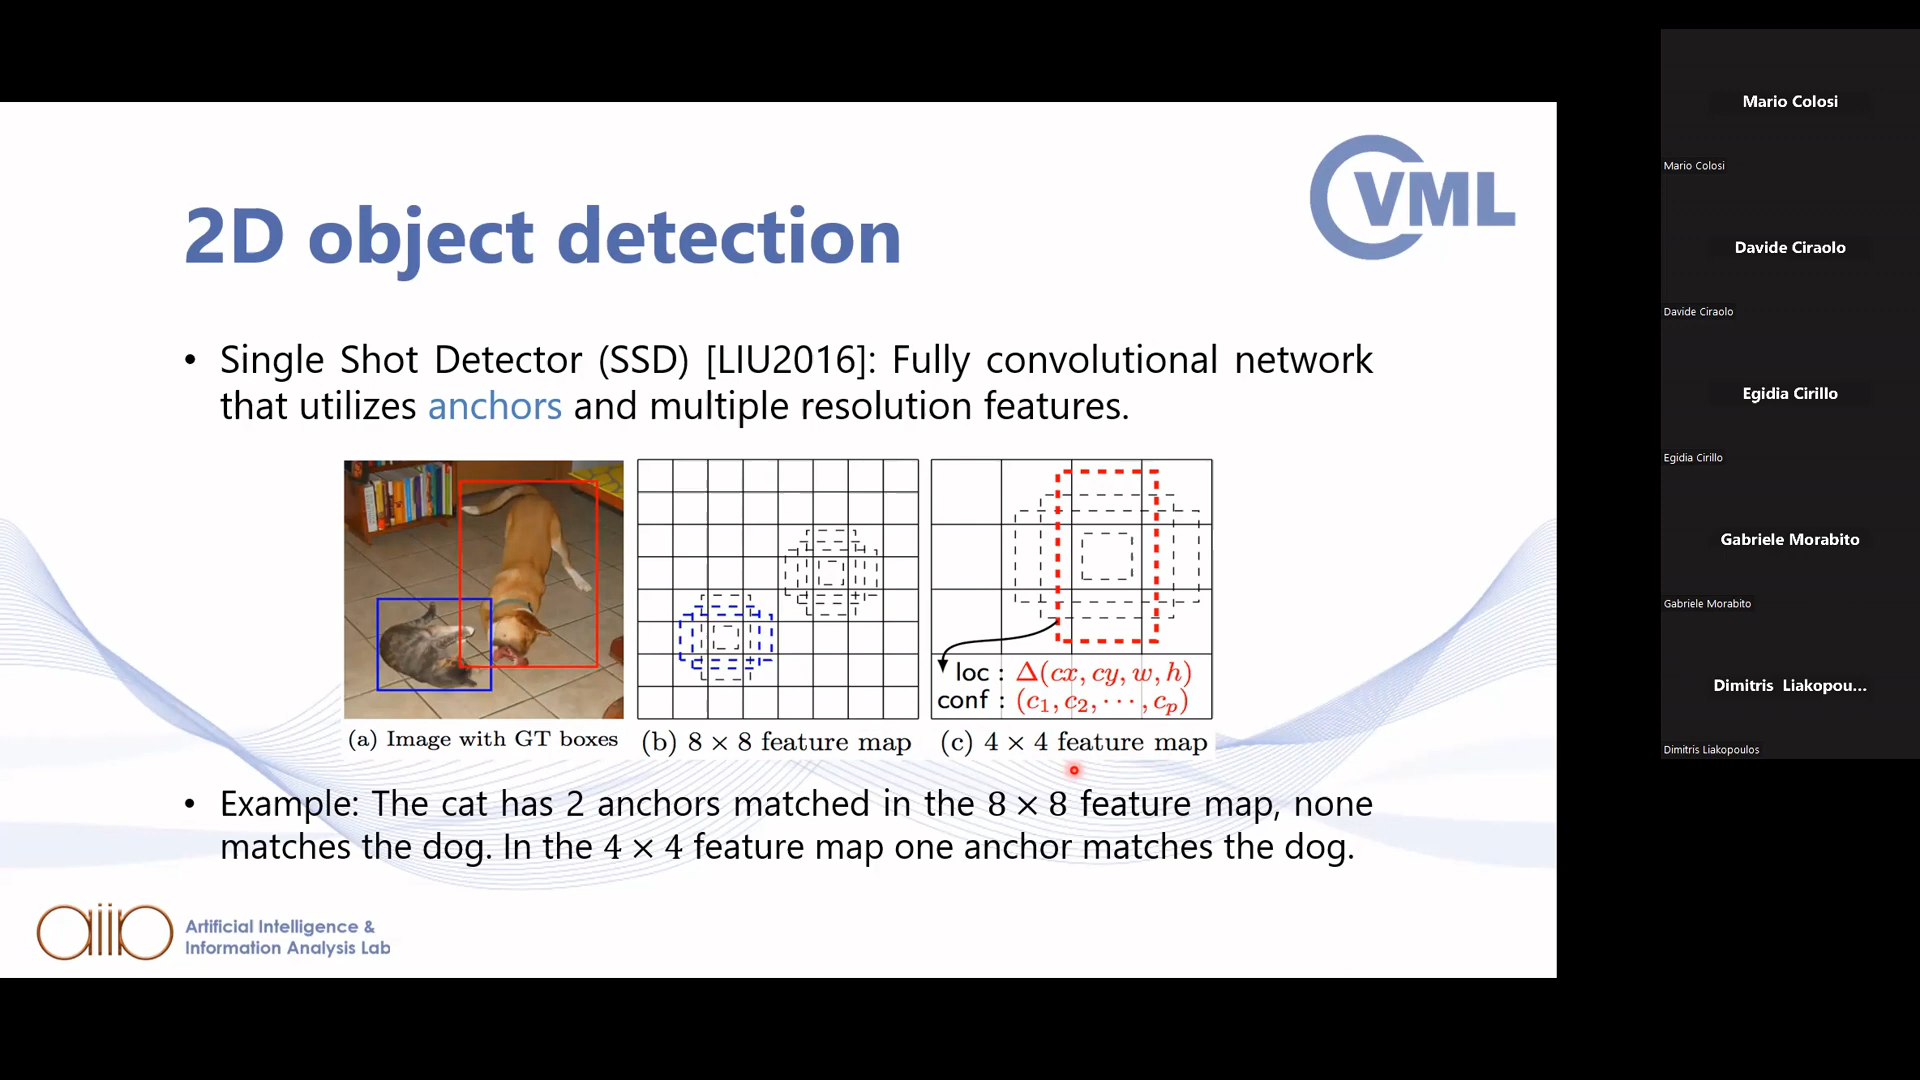 CVML
2D object detection
• Single Shot Detector (SSD) [LIU2016]: Fully convolutional network
that utilizes anchors and multiple resolution features.
loc : Δ(cx, cy, w, h)
conf : (c₁, c₂, ⋯, cₚ)
(a) Image with GT boxes
(b) 8 × 8 feature map
(c) 4 × 4 feature map
• Example: The cat has 2 anchors matched in the 8 × 8 feature map, none
matches the dog. In the 4 × 4 feature map one anchor matches the dog.
aiia
Artificial Intelligence &
Information Analysis Lab
Mario Colosi
Mario Colosi
Davide Ciraolo
Davide Ciraolo
Egidia Cirillo
Egidia Cirillo
Gabriele Morabito
Gabriele Morabito
Dimitris Liakopou...
Dimitris Liakopoulos